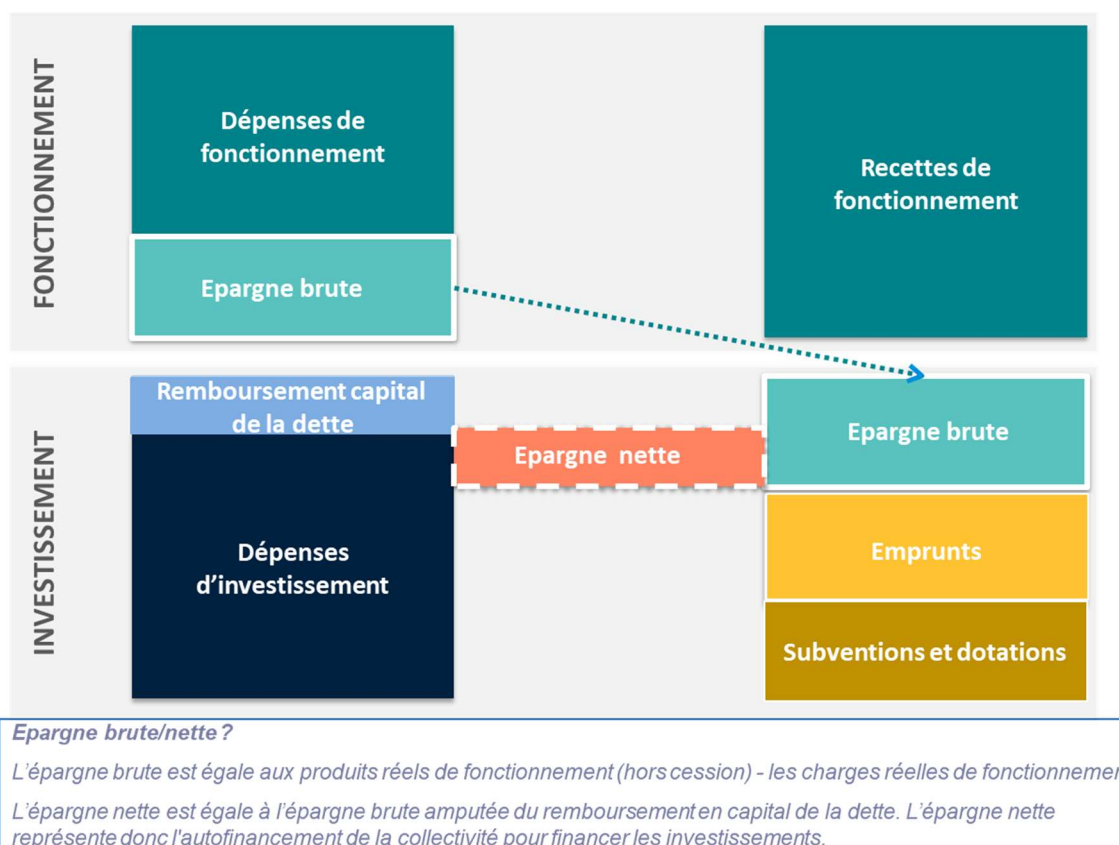 FONCTIONNEMENT
Dépenses de
fonctionnement
Recettes de
fonctionnement
Epargne brute
INVESTISSEMENT
Remboursement capital
de la dette
Epargne nette
Epargne brute
Dépenses
d'investissement
Emprunts
Subventions et dotations
Epargne brute/nette ?
L'épargne brute est égale aux produits réels de fonctionnement (hors cession) - les charges réelles de
L'épargne nette est égale à l'épargne brute amputée du remboursement en capital de la dette. L'épargne nette
représente donc l'autofinancement de la collectivité pour financer les investissements.